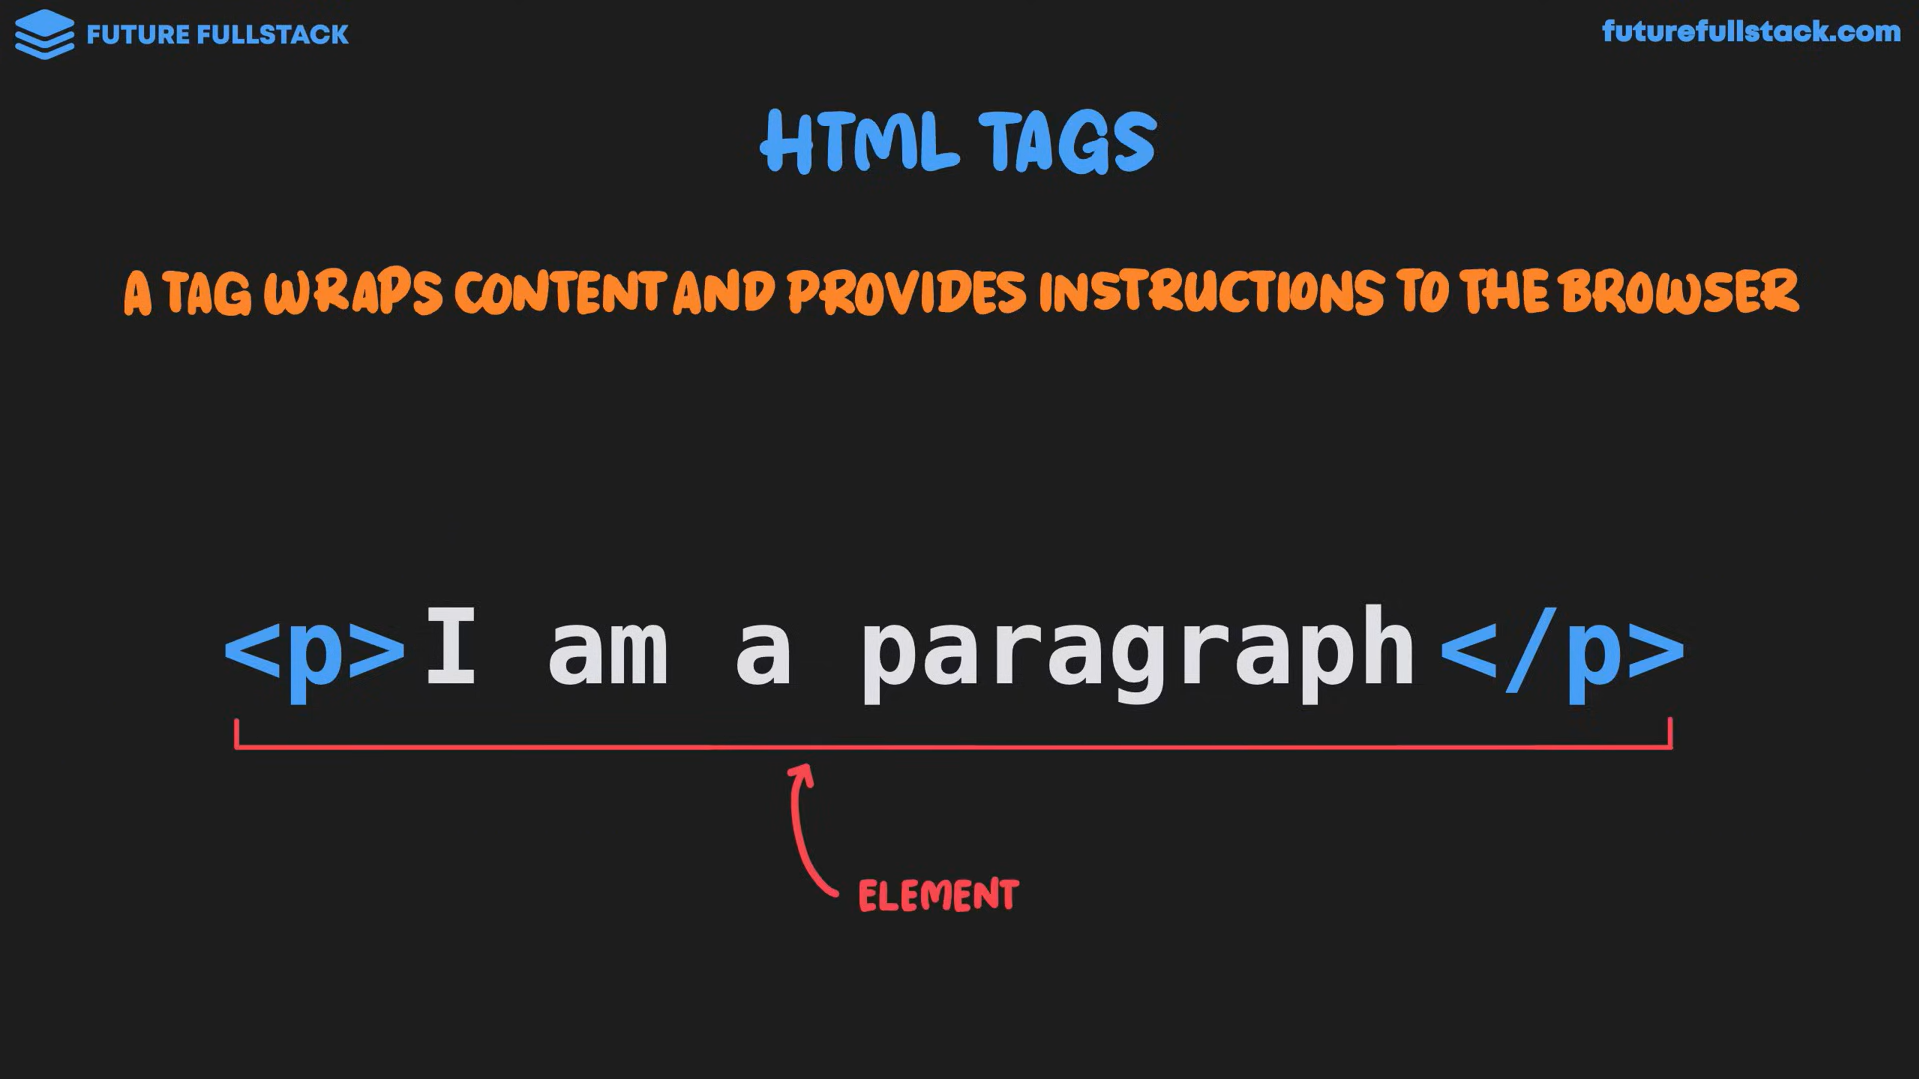 FUTURE FULLSTACK
futurefullstack.com
HTML TAGS
A TAG WRAPS CONTENT AND PROVIDES INSTRUCTIONS TO THE BROWSER
<p>I am a paragraph</p>
ELEMENT